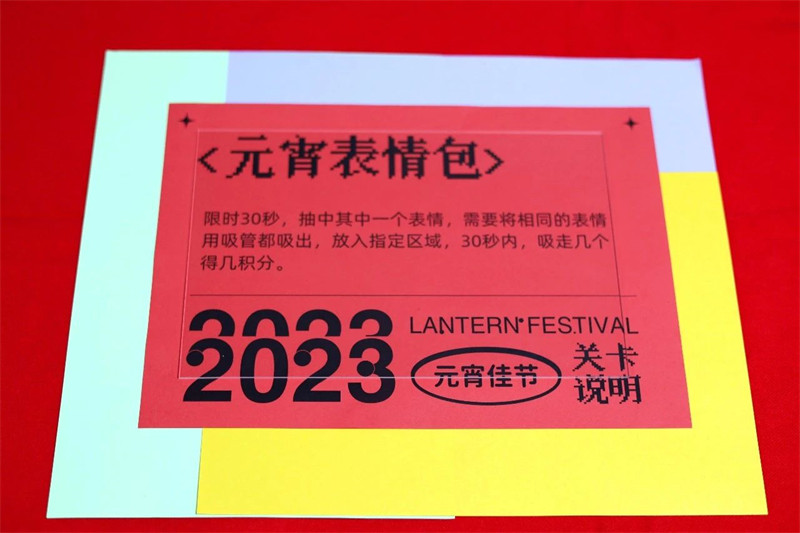 <元宵表情包>
限时30秒，抽中其中一个表情，需要将相同的表情
用吸管都吸出，放入指定区域，30秒内，吸走几个
得几积分。
2023
2023
LANTERN FESTIVAL
元宵佳节
关卡
说明